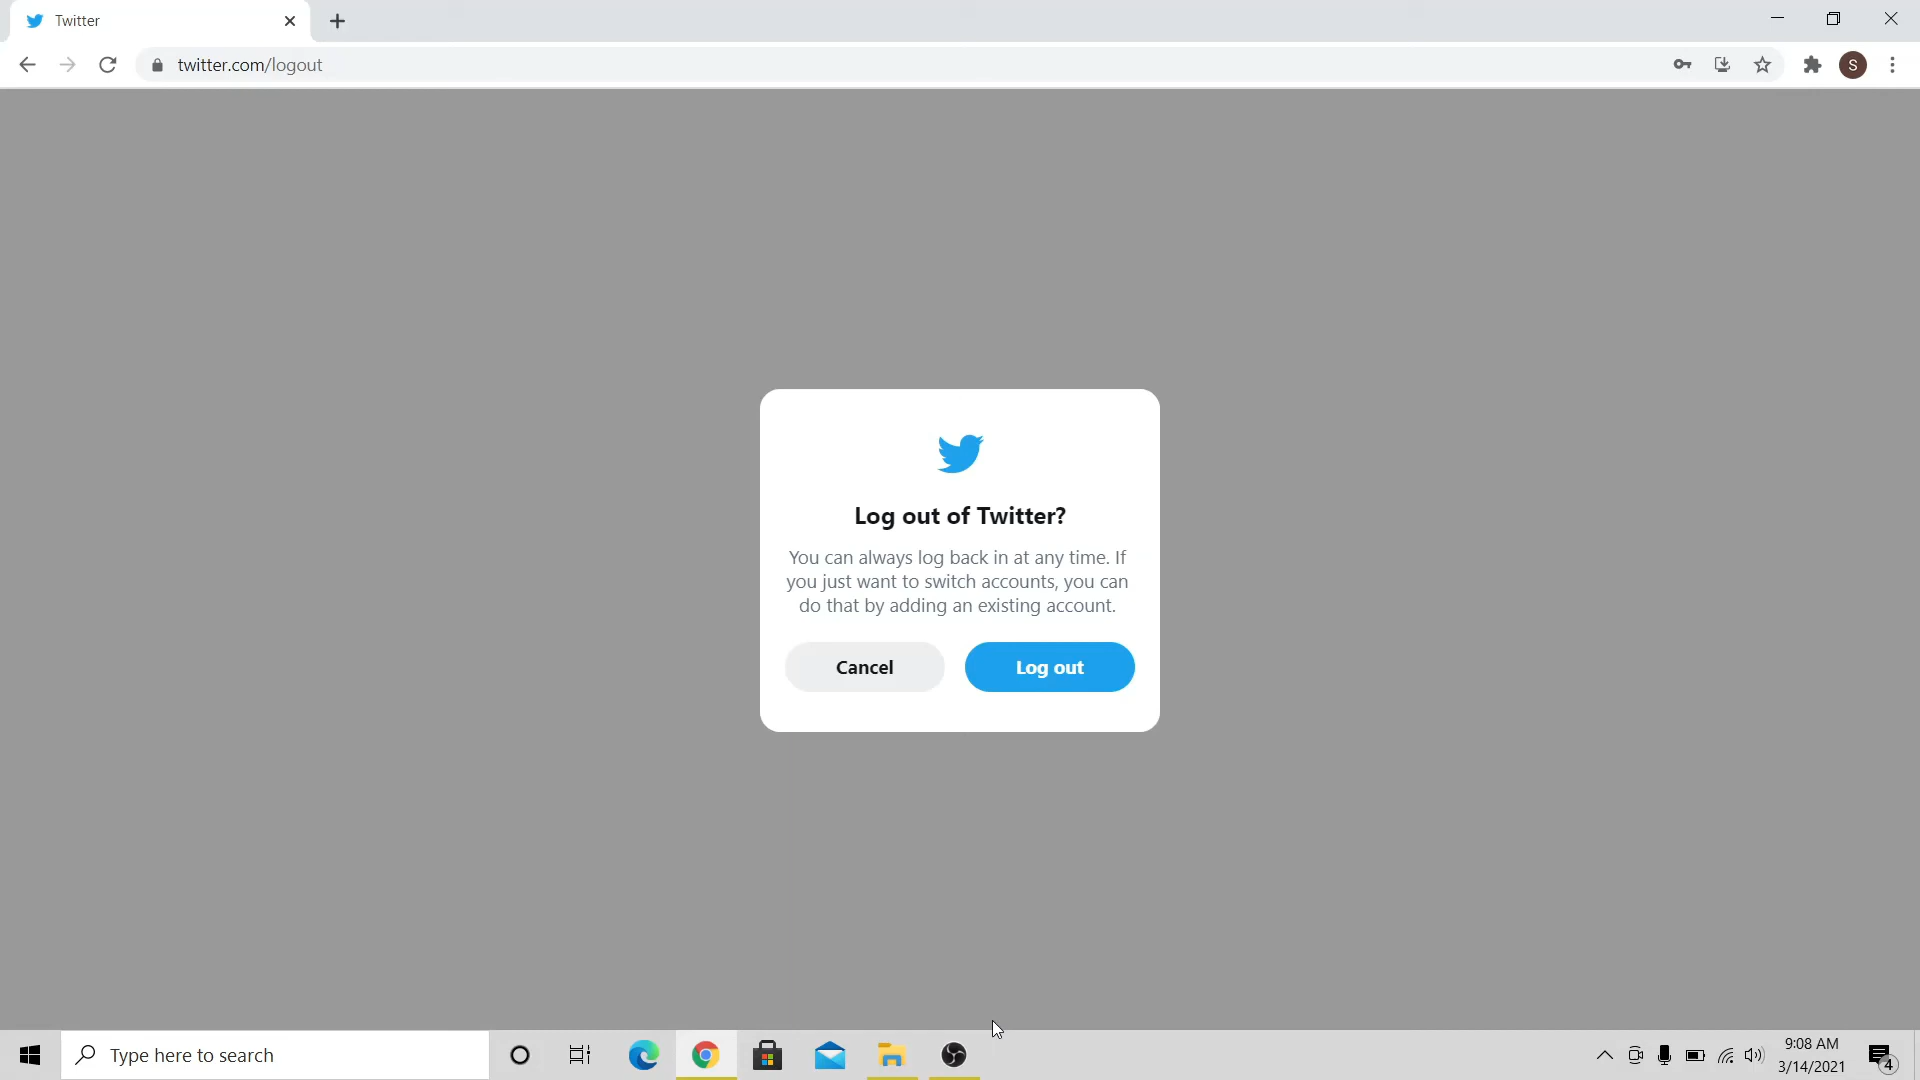 Twitter
twitter.com/logout
S
Log out of Twitter?
You can always log back in at any time. If
you just want to switch accounts, you can
do that by adding an existing account.
Cancel
Log out
Type here to search
9:08 AM
3/14/2021
4